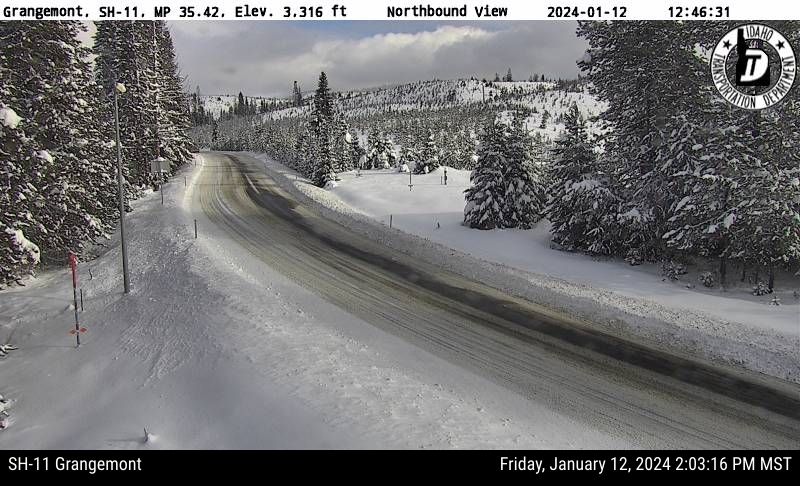 Grangemont, SH-11, MP 35.42, Elev. 3,316 ft Northbound View 2024-01-12 12:46:31
IDAHO
TRANSPORTATION DEPARTMENT
SH-11 Grangemont Friday, January 12, 2024 2:03:16 PM MST